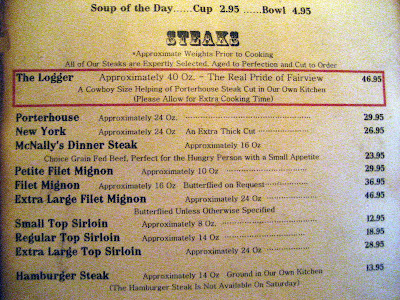 Soup of the Day......Cup 2.95 ......Bowl 4.95
STEAKS
*Approximate Weights Prior to Cooking
All of Our Steaks are Expertly Selected, Aged to Perfection and Cut to Order
The Logger Approximately 40 Oz. - The Real Pride of Fairview 46.95
A Cowboy Size Helping of Porterhouse Steak Cut in Our Own Kitchen
(Please Allow for Extra Cooking Time)
Porterhouse Approximately 24 Oz. 29.95
New York Approximately 24 Oz An Extra Thick Cut 26.95
McNally's Dinner Steak Approximately 16 Oz
Choice Grain Fed Beef, Perfect for the Hungry Person with a Small Appetite 23.95
Petite Filet Mignon Approximately 10 Oz 29.95
Filet Mignon Approximately 16 Oz Butterflied on Request 36.95
Extra Large Filet Mignon Approximately 24 Oz 46.95
Butterflied Unless Otherwise Specified
Small Top Sirloin Approximately 8 Oz. 12.95
Regular Top Sirloin Approximately 14 Oz 18.95
Extra Large Top Sirloin Approximately 24 Oz 28.95
Hamburger Steak Approximately 14 Oz Ground in Our Own Kitchen 13.95
(The Hamburger Steak Is Not Available On Saturday)